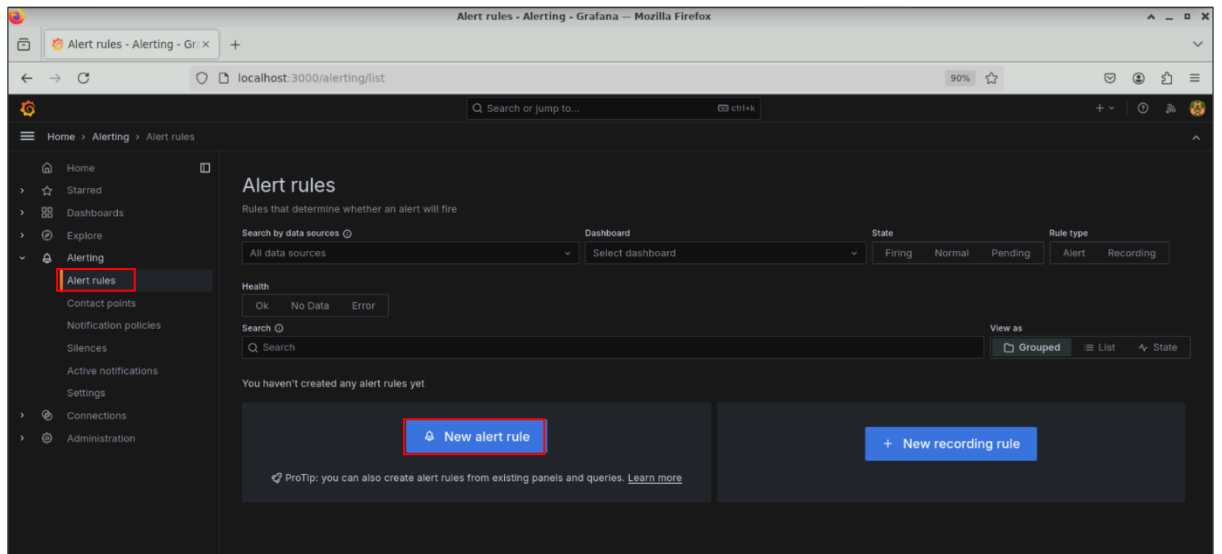 Alert rules - Alerting - Grafana — Mozilla Firefox
Alert rules - Alerting - Gra
localhost:3000/alerting/list
90%
Search or jump to...
ctrl+k
Home › Alerting › Alert rules
Home
Starred
Dashboards
Explore
Alerting
Alert rules
Contact points
Notification policies
Silences
Active notifications
Settings
Connections
Administration
Alert rules
Rules that determine whether an alert will fire
Search by data sources
Dashboard
State
Rule type
All data sources
Select dashboard
Firing Normal Pending
Alert Recording
Health
Ok No Data Error
Search
View as
Search
Grouped List State
You haven't created any alert rules yet
New alert rule
+ New recording rule
ProTip: you can also create alert rules from existing panels and queries. Learn more